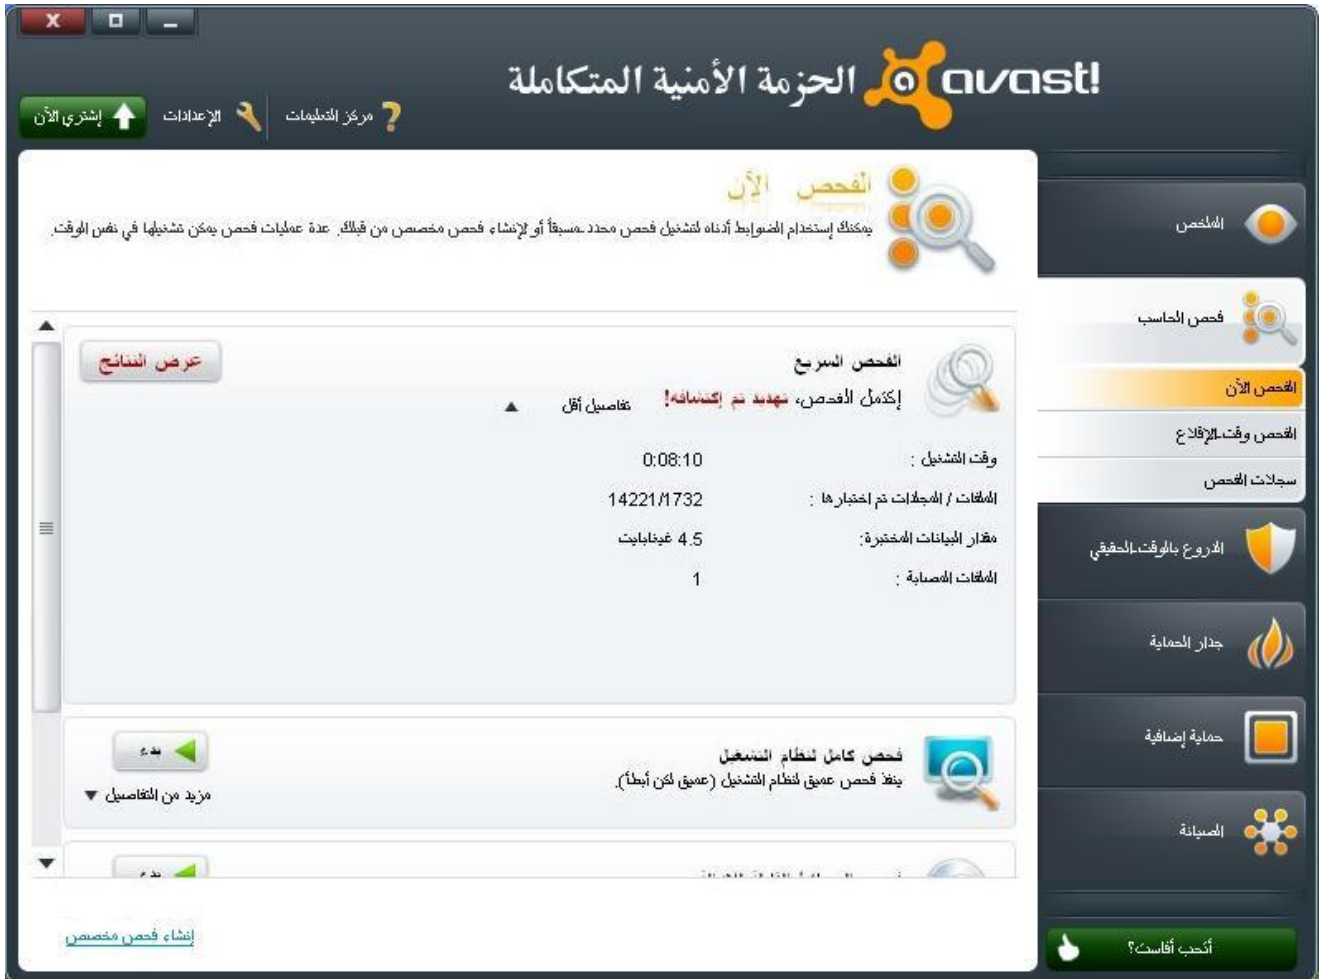 avast! الحزمة الأمنية المتكاملة
مركز التعليمات
الإعدادات
إشتري الآن
الملخص
فحص الحاسب
الفحص الآن
الفحص وقت الإقلاع
سجلات الفحص
الدروع بالوقت الحقيقي
جدار الحماية
حماية إضافية
الصيانة
أتحب أفاست؟
الفحص الآن
يمكنك إستخدام الضوابط أدناه لتشغيل فحص محدد مسبقاً أو لإنشاء فحص مخصص من قبلك. عدة عمليات فحص يمكن تشغيلها في نفس الوقت.
الفحص السريع
عرض النتائج
إكتمل الفحص، تهديد تم إكتشافه!
تفاصيل أقل
وقت التشغيل : 0:08:10
الملفات / المجلدات تم اختبارها : 14221/1732
مقدار البيانات المختبرة: 4.5 غيغابايت
الملفات المصابة : 1
فحص كامل لنظام التشغيل
بدء
ينفذ فحص عميق لنظام التشغيل (عميق لكن أبطأ).
مزيد من التفاصيل
بدء
إنشاء فحص مخصص